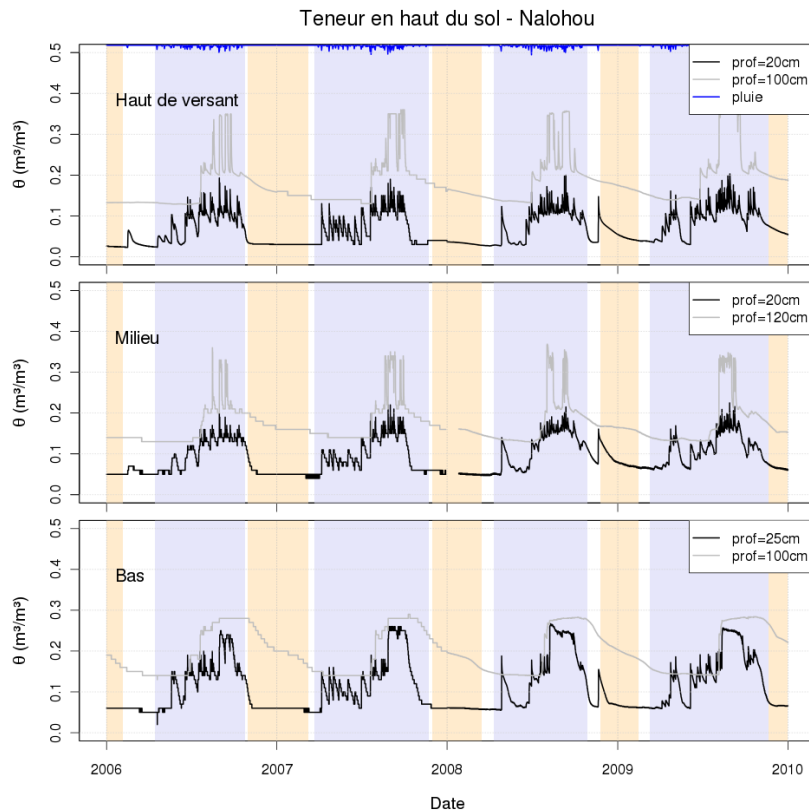 Teneur en haut du sol - Nalohou
0.5
0.4
0.3
0.2
0.1
0.0
θ (m³/m³)
Haut de versant
prof=20cm
prof=100cm
pluie
0.5
0.4
0.3
0.2
0.1
0.0
θ (m³/m³)
Milieu
prof=20cm
prof=120cm
0.5
0.4
0.3
0.2
0.1
0.0
θ (m³/m³)
Bas
prof=25cm
prof=100cm
2006 2007 2008 2009 2010
Date